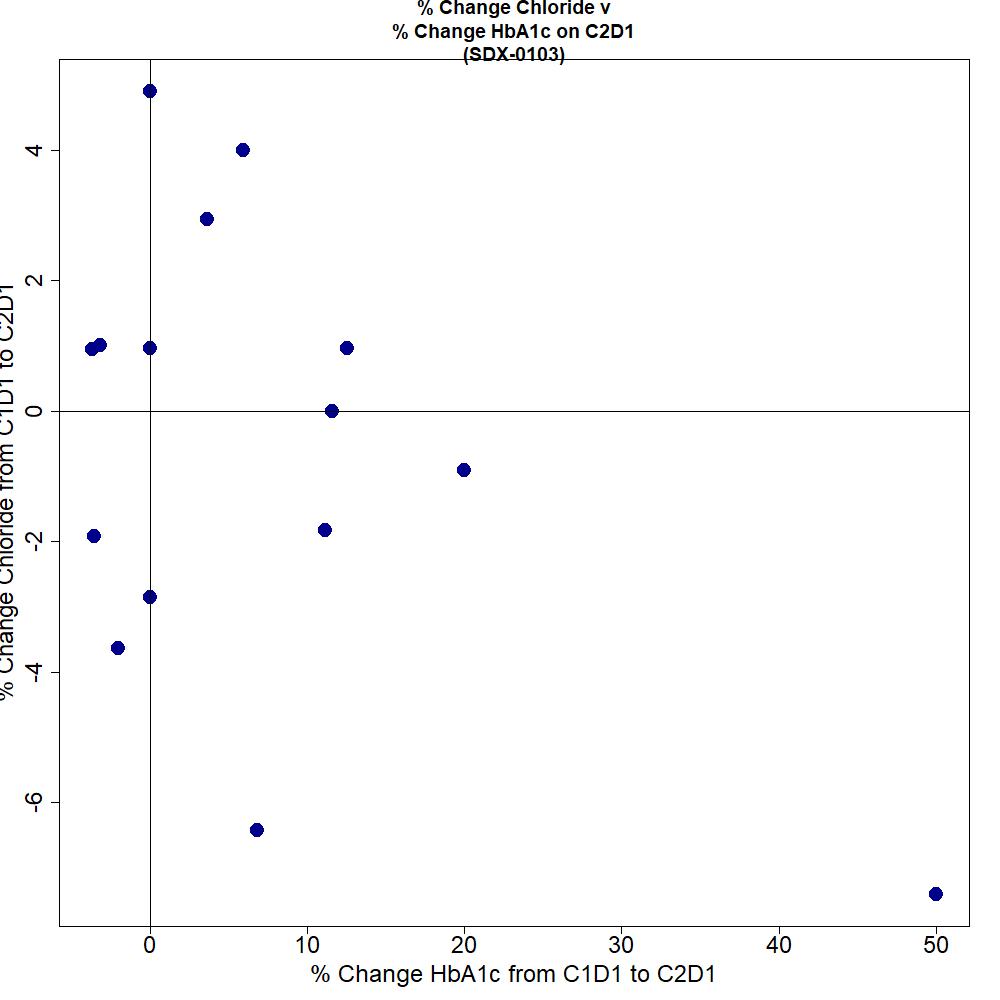 % Change Chloride v
% Change HbA1c on C2D1
(SDX-0103)
% Change Chloride from C1D1 to C2D1
4
2
0
-2
-4
-6
0 10 20 30 40 50
% Change HbA1c from C1D1 to C2D1